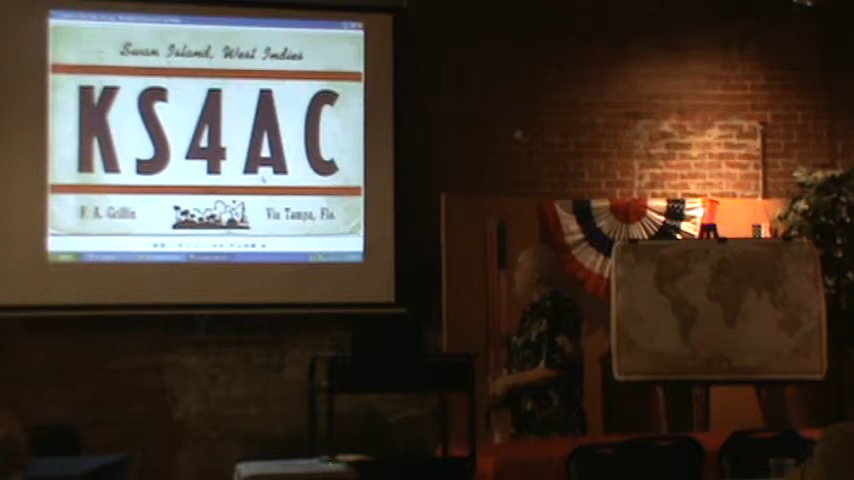 Swan Island, West Indies
KS4AC
F. A. Griffin
Via Tampa, Fla.